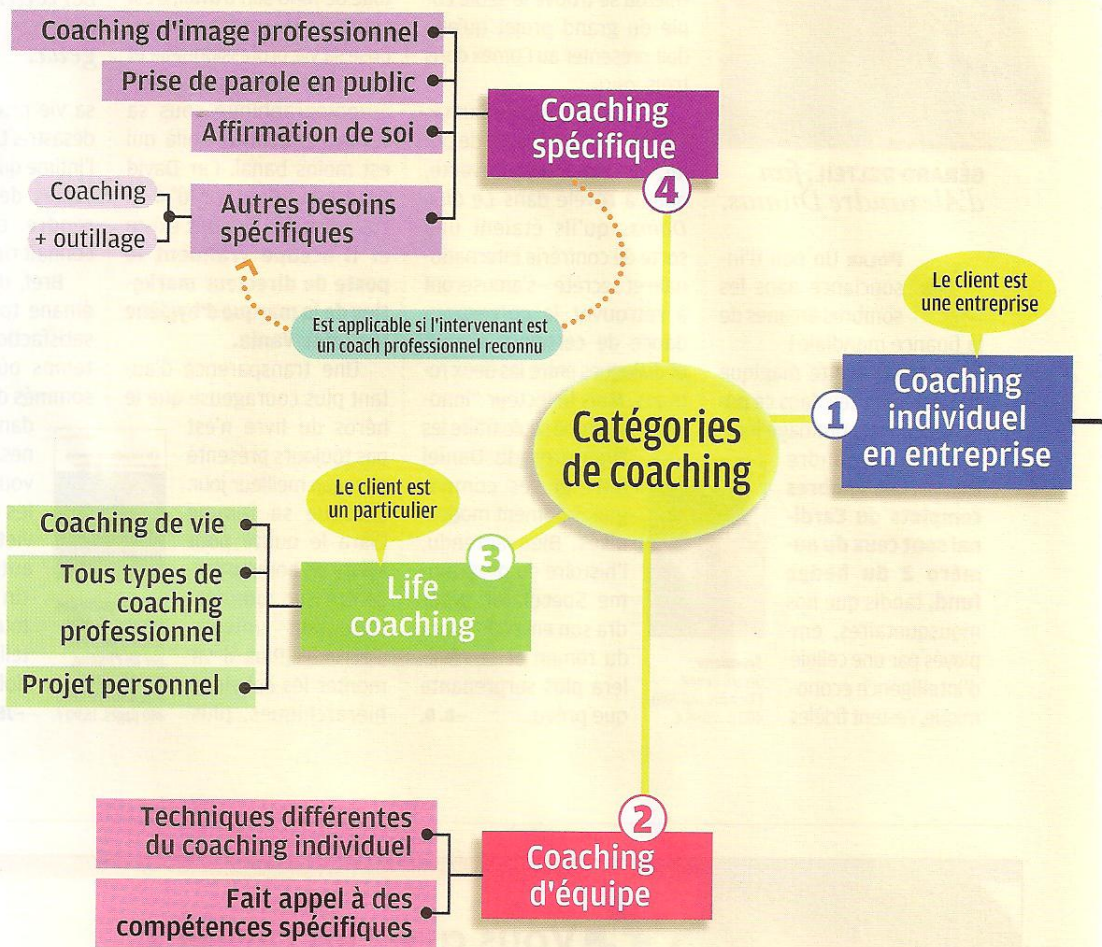 Coaching d'image professionnel
Prise de parole en public
Affirmation de soi
Autres besoins
spécifiques
Coaching
+ outillage
Coaching
spécifique
4
Est applicable si l'intervenant est
un coach professionnel reconnu
Le client est
une entreprise
1
Coaching
individuel
en entreprise
Catégories
de coaching
Le client est
un particulier
3
Life
coaching
Coaching de vie
Tous types de
coaching
professionnel
Projet personnel
2
Coaching
d'équipe
Techniques différentes
du coaching individuel
Fait appel à des
compétences spécifiques